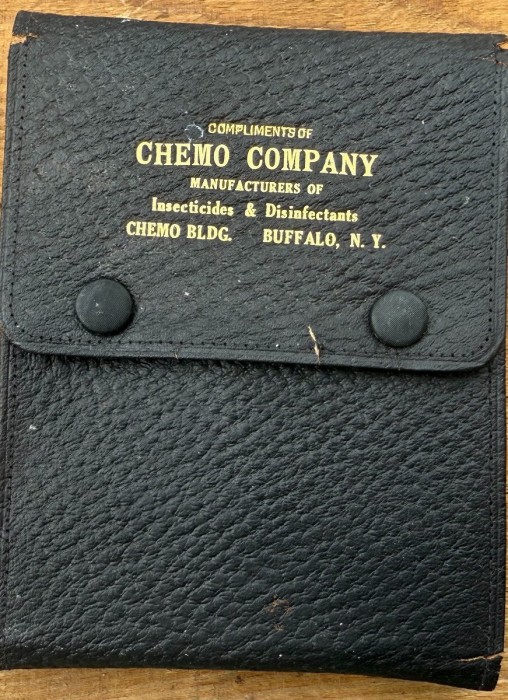 COMPLIMENTS OF
CHEMO COMPANY
MANUFACTURERS OF
Insecticides & Disinfectants
CHEMO BLDG. BUFFALO, N. Y.